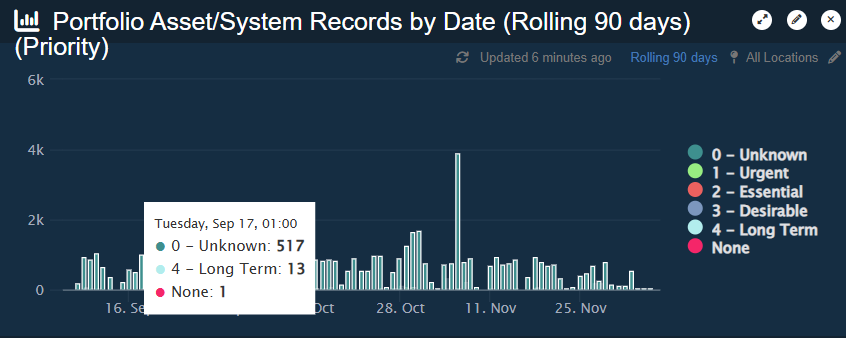 Portfolio Asset/System Records by Date (Rolling 90 days)
(Priority)
Updated 6 minutes ago Rolling 90 days All Locations
6k
4k
2k
0
0 - Unknown
1 - Urgent
2 - Essential
3 - Desirable
4 - Long Term
None
Tuesday, Sep 17, 01:00
0 - Unknown: 517
4 - Long Term: 13
None: 1
16. Sep 28. Oct 11. Nov 25. Nov